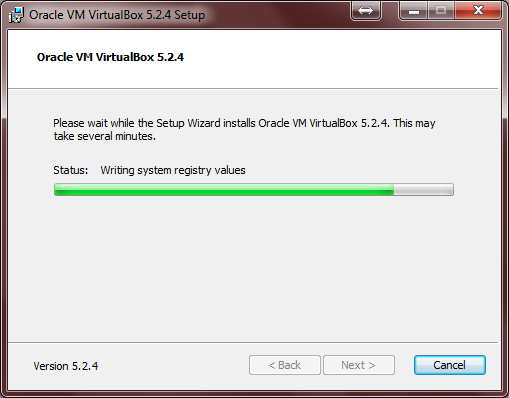 Oracle VM VirtualBox 5.2.4 Setup
Oracle VM VirtualBox 5.2.4
Please wait while the Setup Wizard installs Oracle VM VirtualBox 5.2.4. This may
take several minutes.
Status: Writing system registry values
Version 5.2.4
< Back
Next >
Cancel